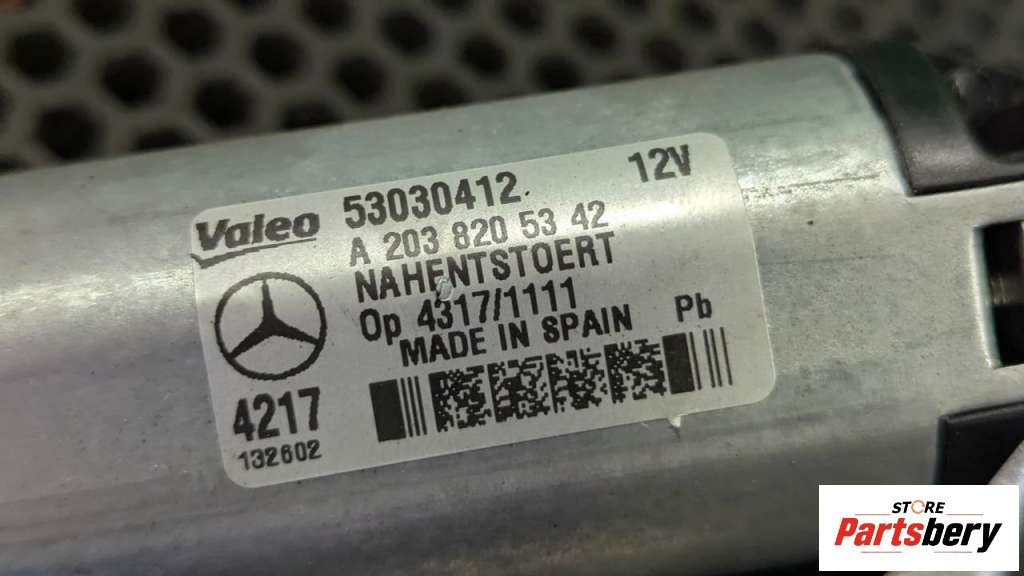 Valeo 53030412. 12V
A 203 820 53 42
NAHENTSTOERT
Op 4317/1111
MADE IN SPAIN Pb
4217
132602
STORE
Partsbery